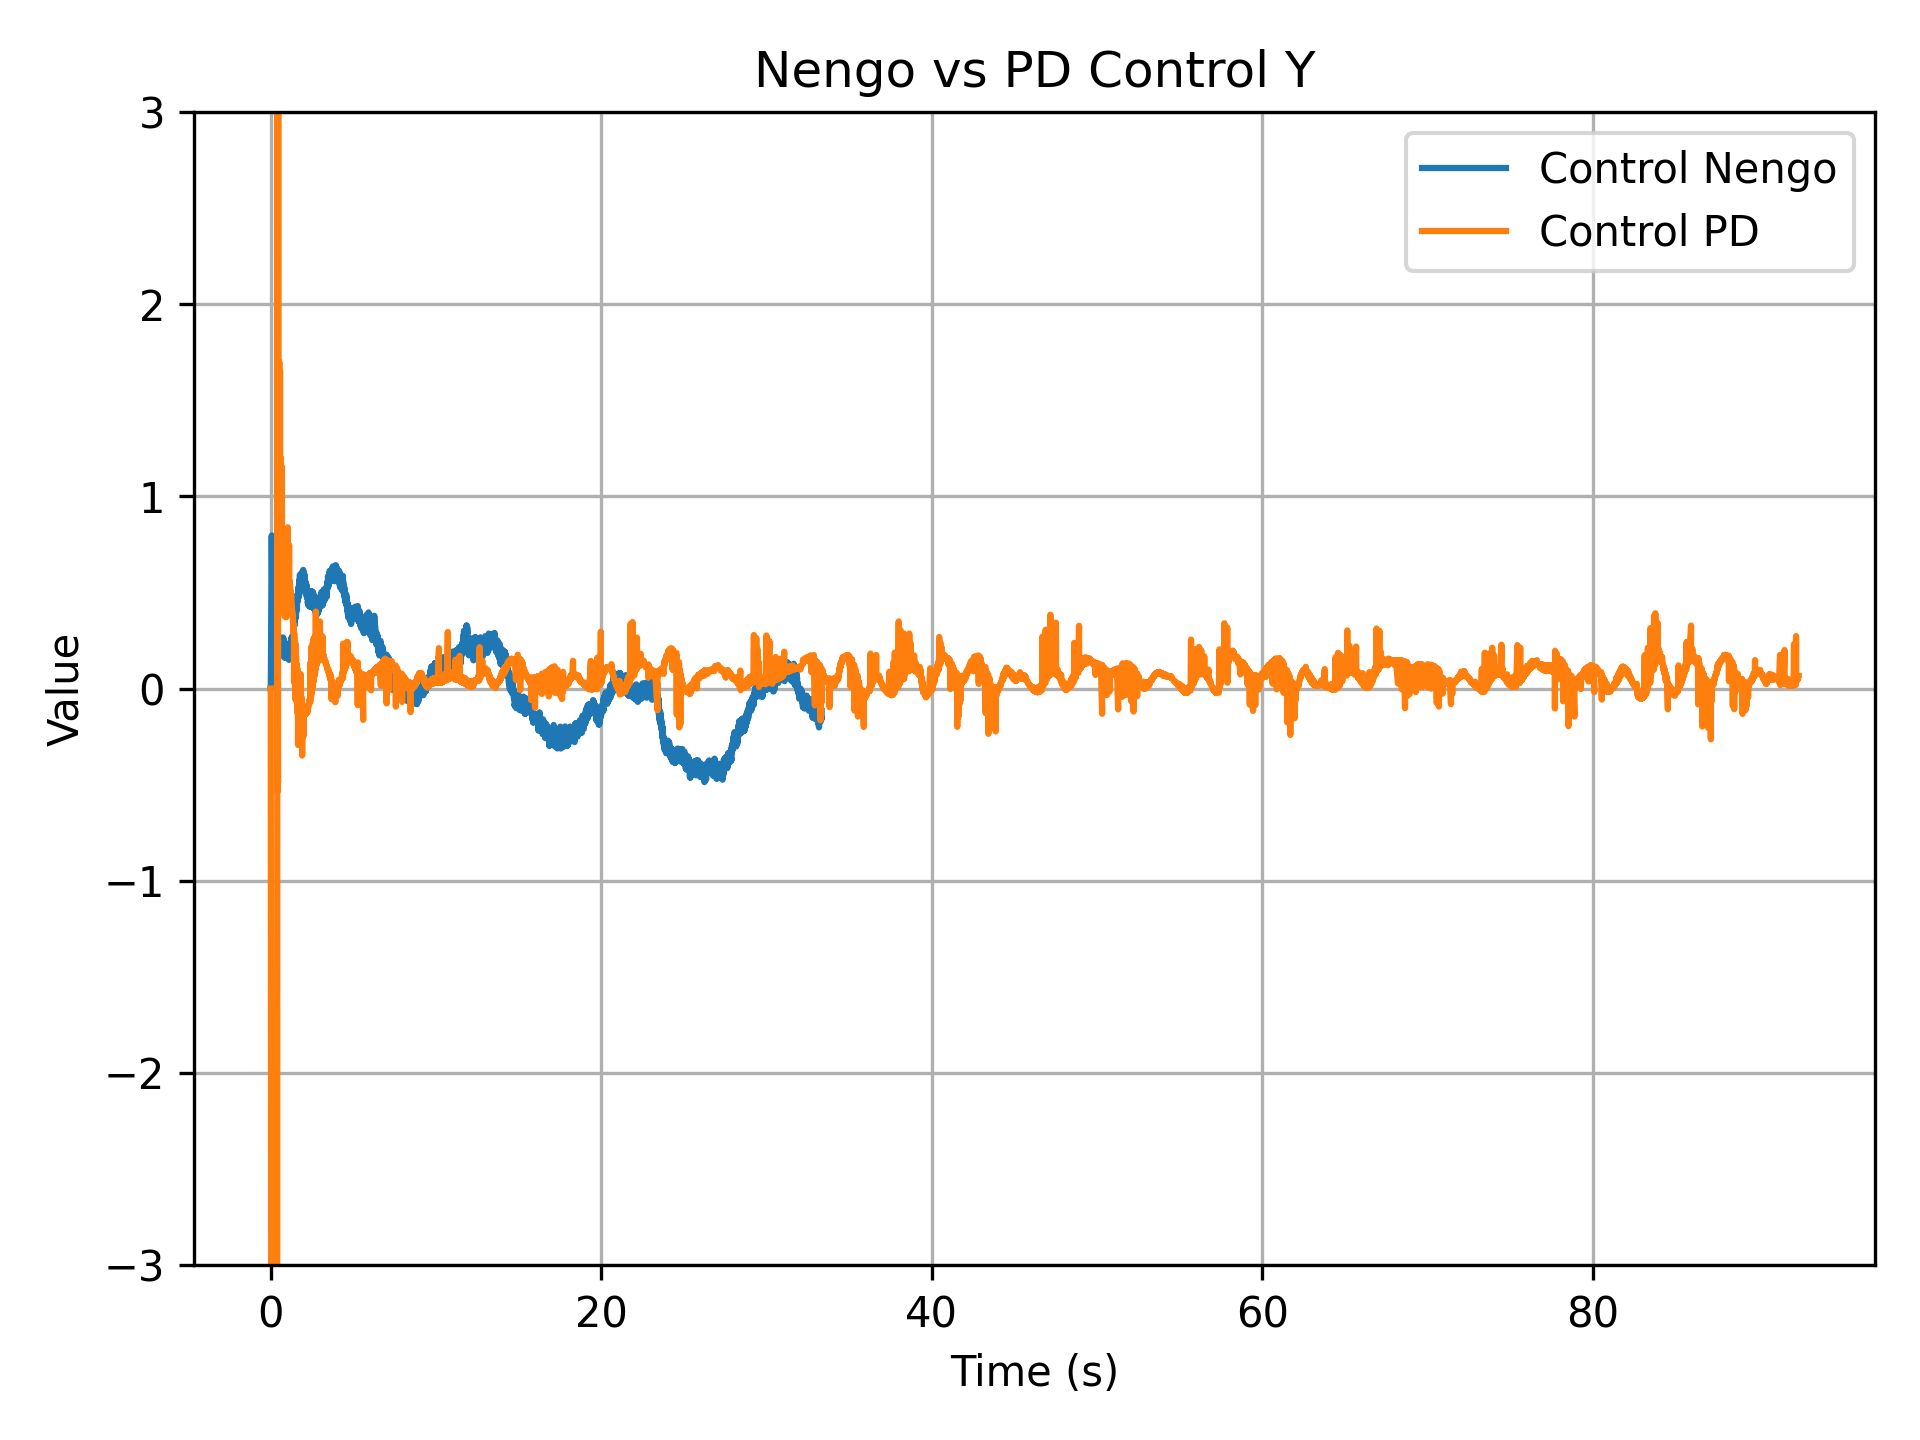 Nengo vs PD Control Y
Control Nengo
Control PD
Value
3
2
1
0
−1
−2
−3
0 20 40 60 80
Time (s)